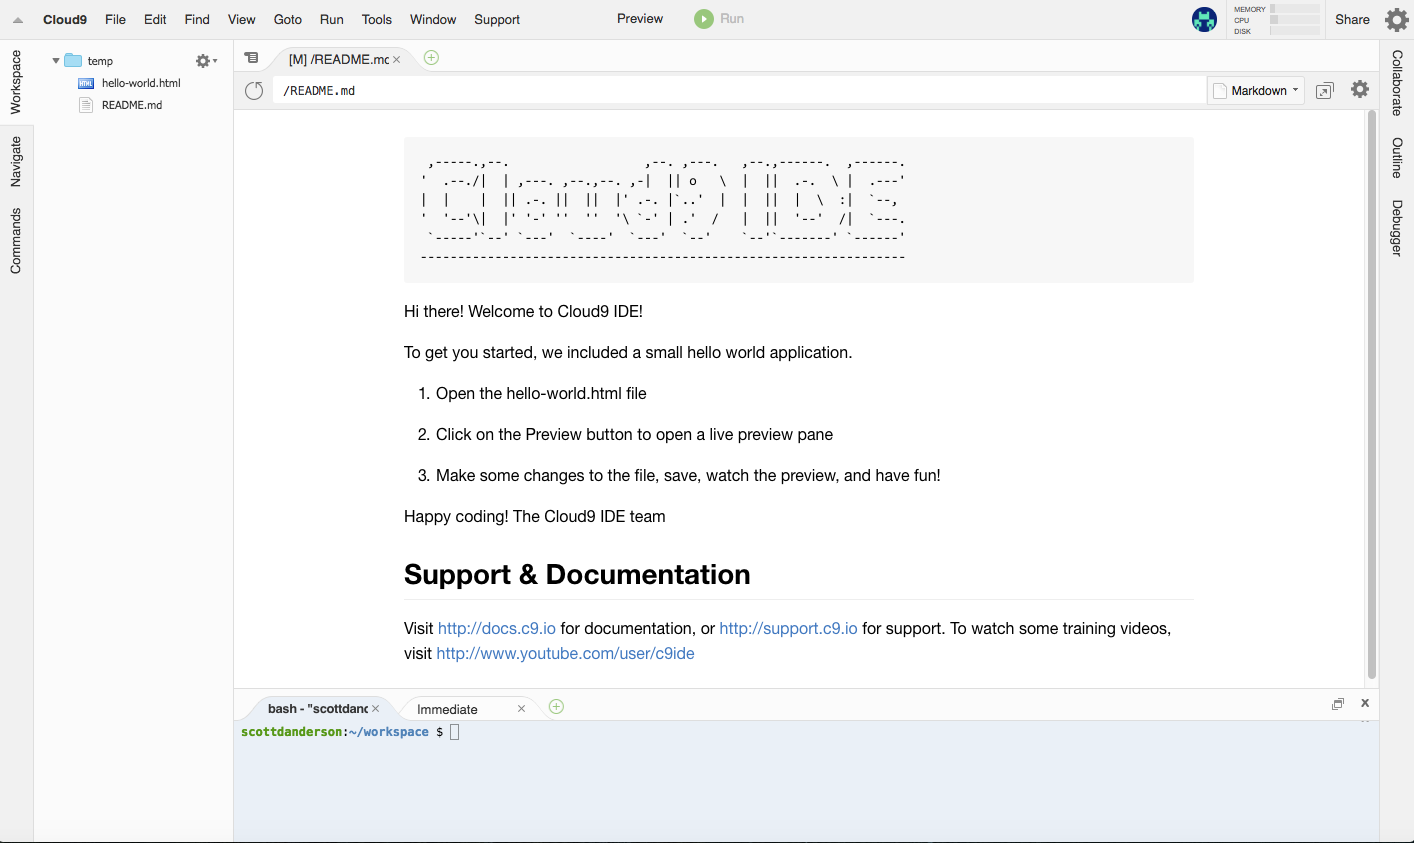 Cloud9 File Edit Find View Goto Run Tools Window Support Preview Run MEMORY CPU DISK Share
Workspace
Navigate
Commands
temp
hello-world.html
README.md
[M] /README.mc
/README.md Markdown
 ,-----.,--.                  ,--. ,---.   ,--.,------.  ,------.
'  .--./|  | ,---. ,--.,--. ,-|  || o   \  |  ||  .-.  \ |  .---'
|  |    |  || .-. ||  ||  |' .-. |`..'  |  |  ||  |  \  :|  `--,
'  '--'\|  |' '-' ''  ''  '\ `-' | .'  /   |  ||  '--'  /|  `---.
 `-----'`--' `---'  `----'  `---'  `--'    `--'`-------' `------'
-----------------------------------------------------------------
Hi there! Welcome to Cloud9 IDE!
To get you started, we included a small hello world application.
1. Open the hello-world.html file
2. Click on the Preview button to open a live preview pane
3. Make some changes to the file, save, watch the preview, and have fun!
Happy coding! The Cloud9 IDE team
Support & Documentation
Visit http://docs.c9.io for documentation, or http://support.c9.io for support. To watch some training videos,
visit http://www.youtube.com/user/c9ide
bash - "scottdand Immediate
scottdanderson:~/workspace $
Collaborate
Outline
Debugger